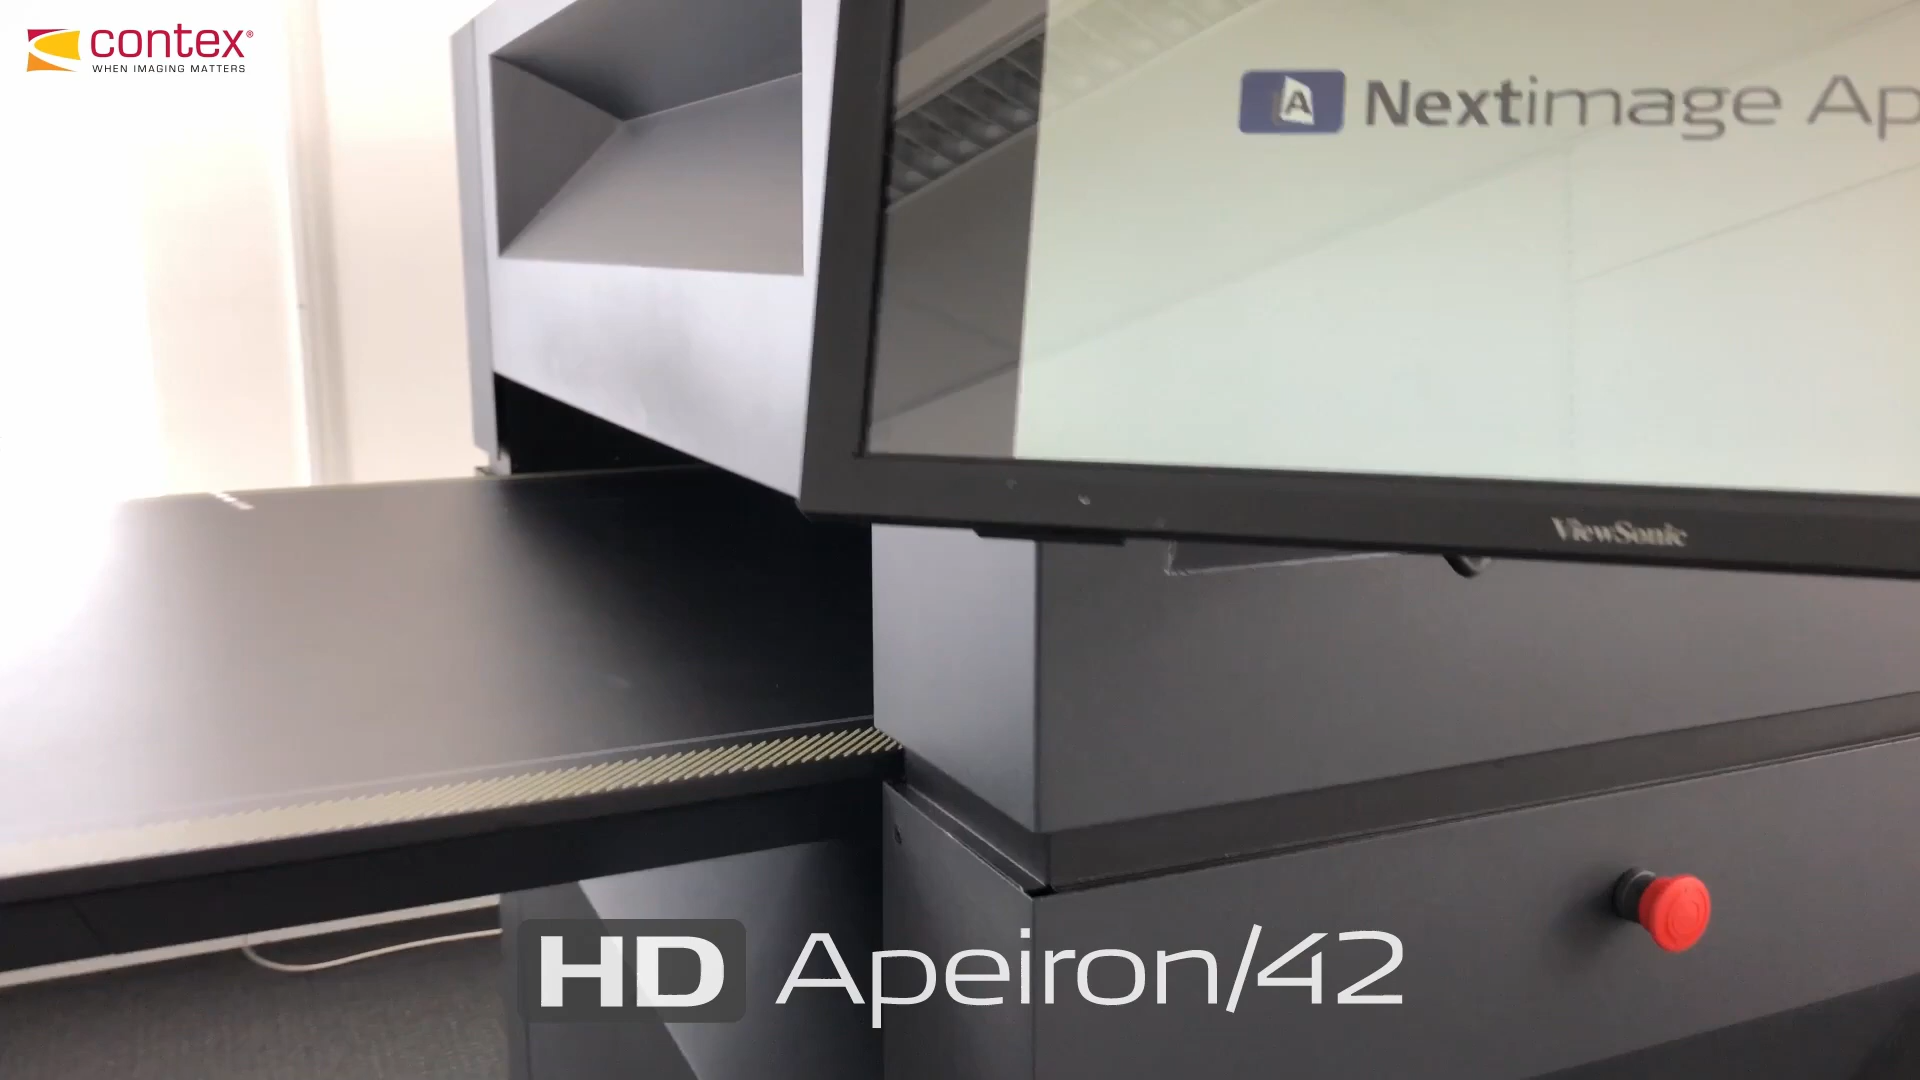 contex®
WHEN IMAGING MATTERS
A Nextimage Ap
ViewSonic
HD Apeiron/42